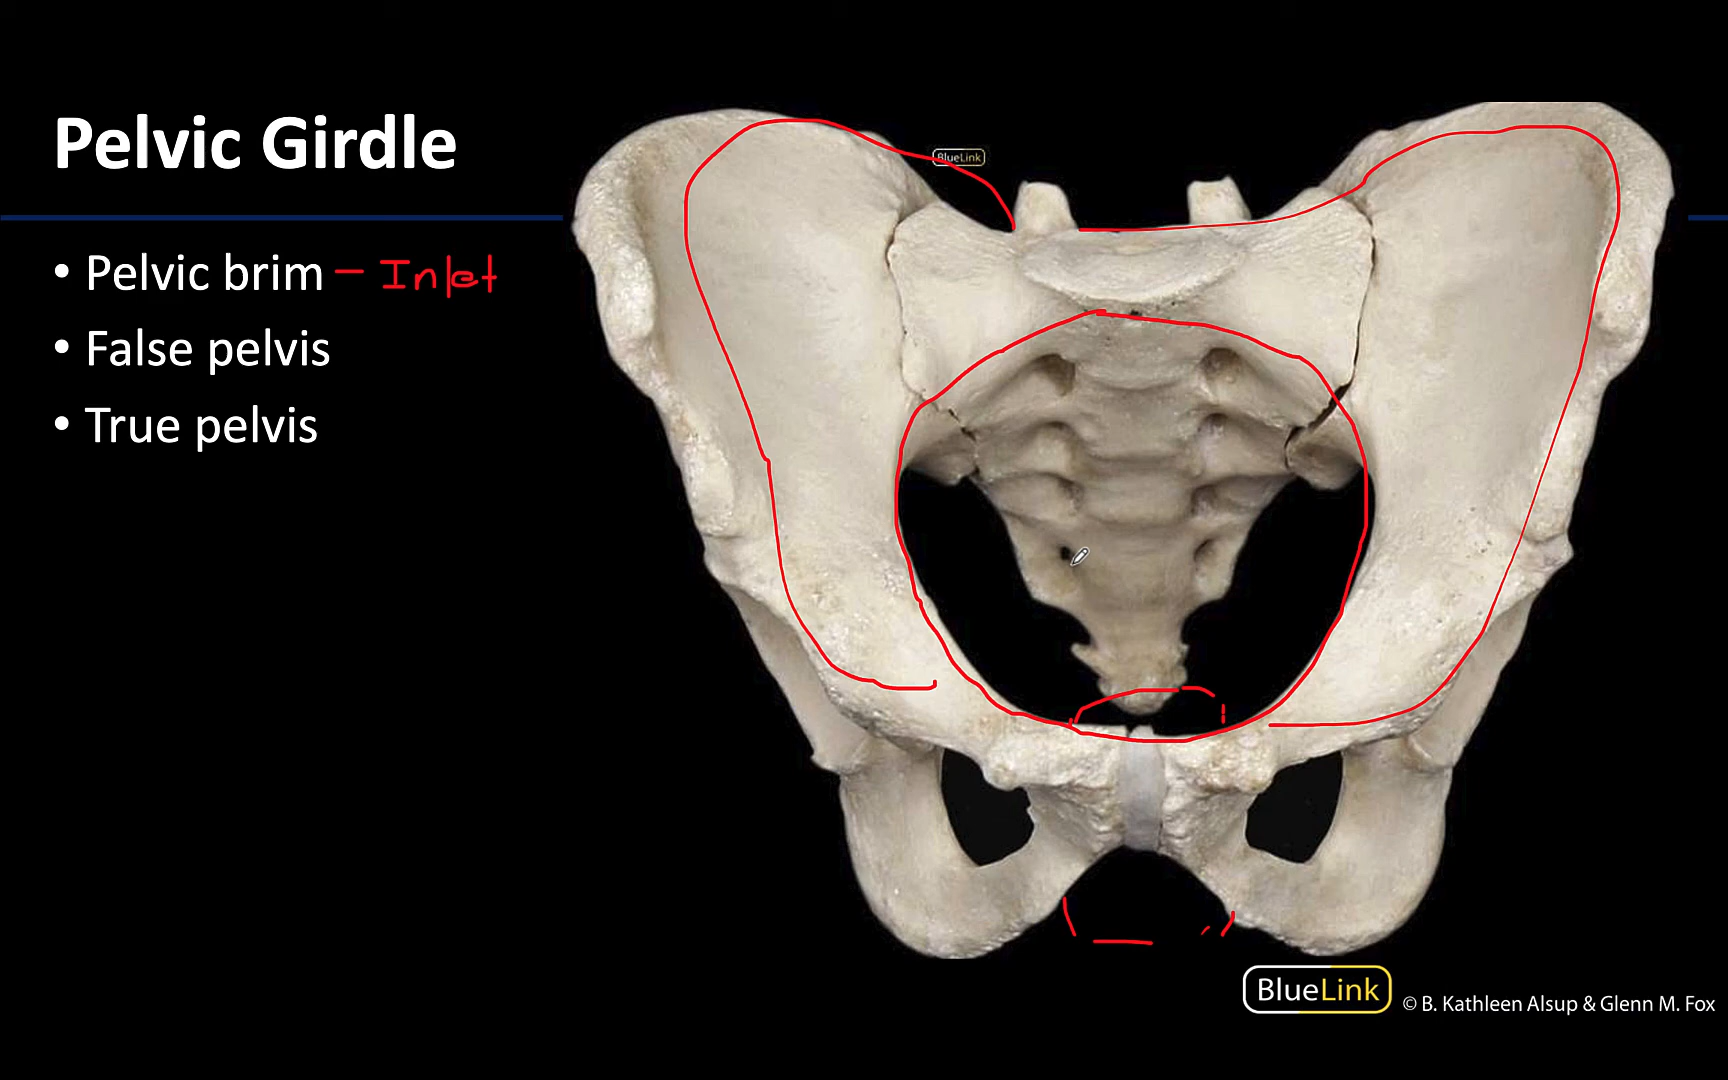 Pelvic Girdle
• Pelvic brim – Inlet
• False pelvis
• True pelvis
BlueLink
BlueLink
© B. Kathleen Alsup & Glenn M. Fox